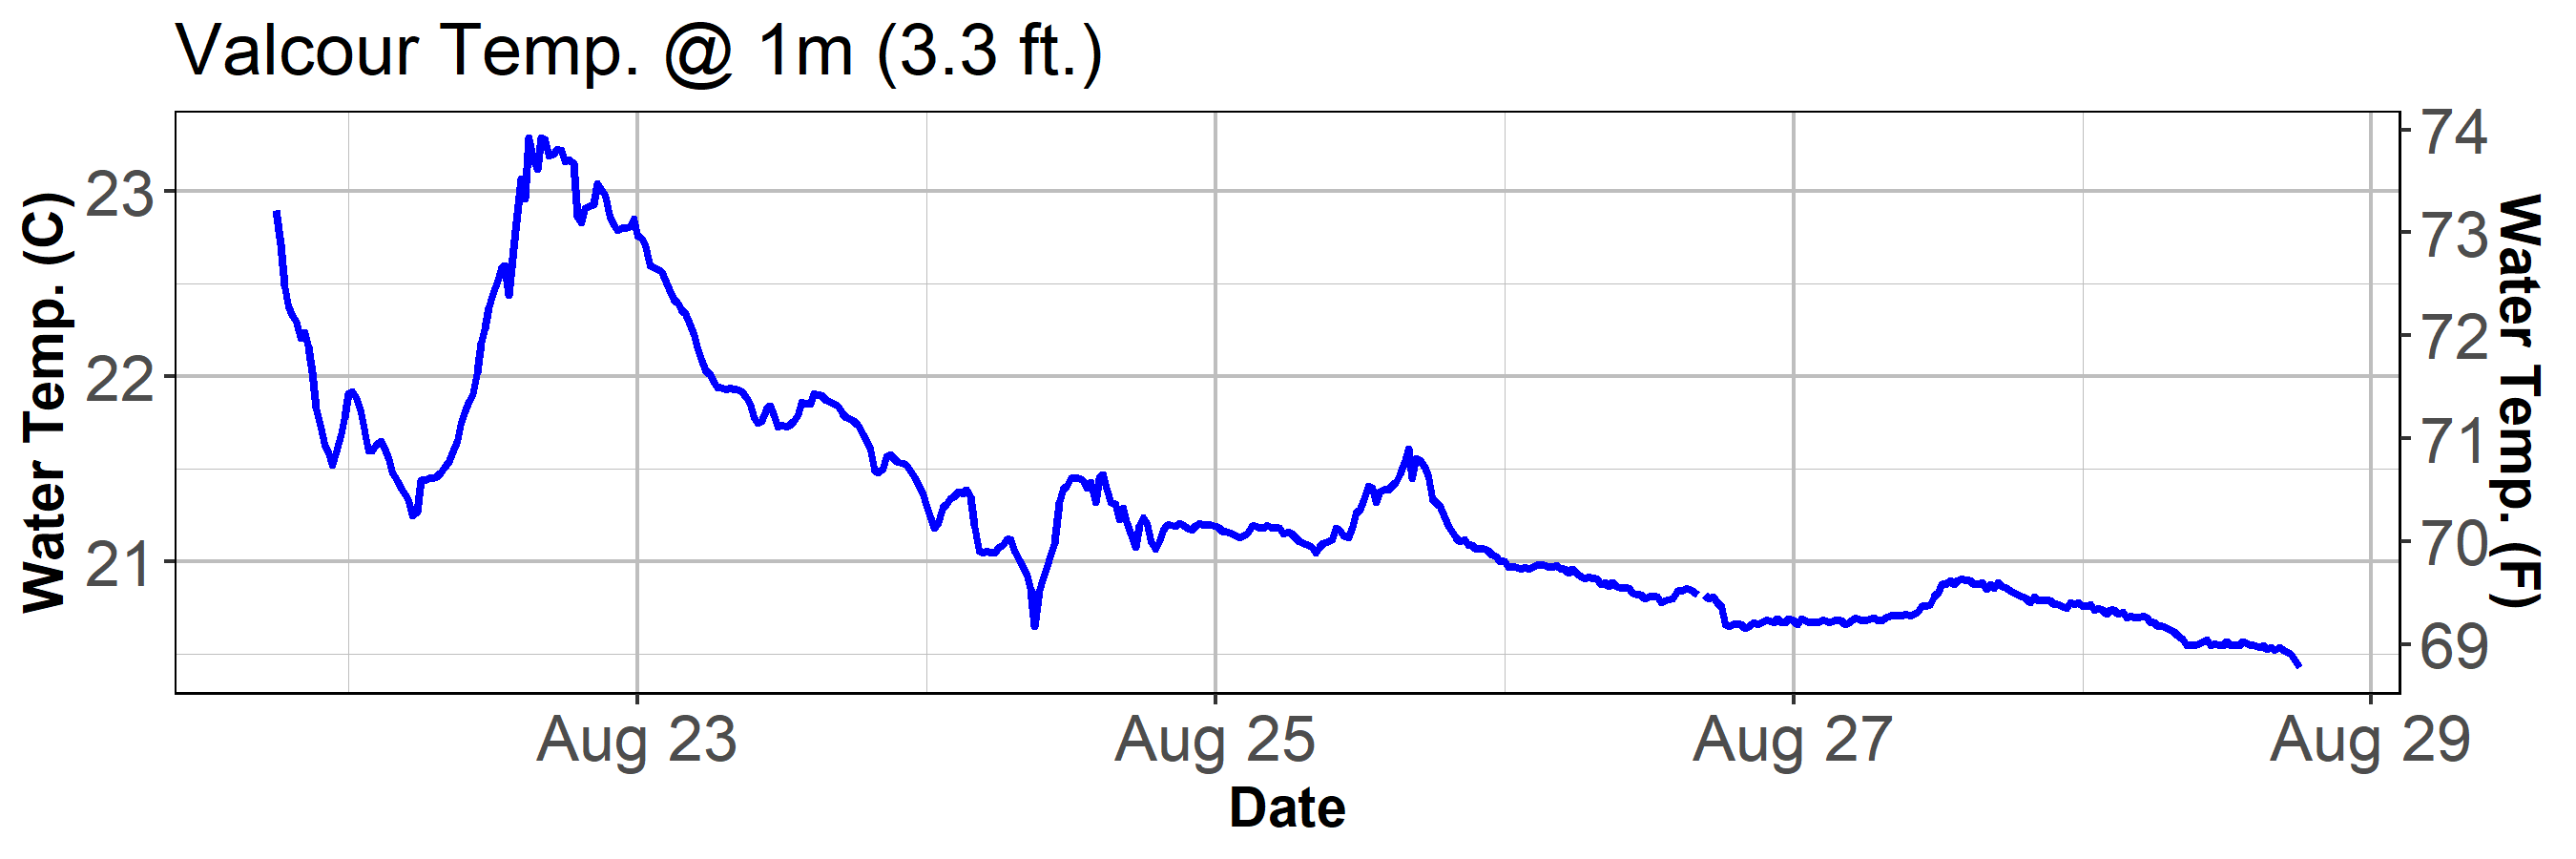 Valcour Temp. @ 1m (3.3 ft.)
Water Temp. (C)
23
22
21
74
73
72
71
70
69
Water Temp. (F)
Aug 23
Aug 25
Aug 27
Aug 29
Date